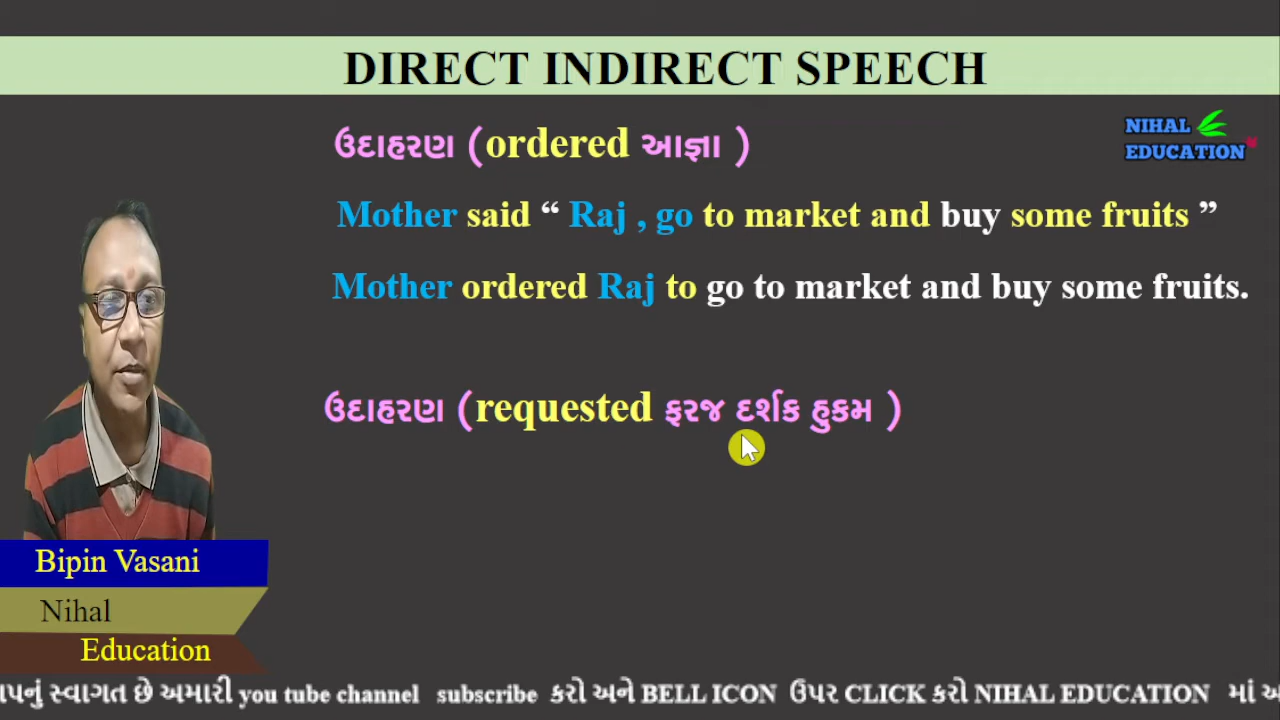 DIRECT INDIRECT SPEECH
NIHAL
EDUCATION
ઉદાહરણ (ordered આજ્ઞા )
Mother said “ Raj , go to market and buy some fruits ”
Mother ordered Raj to go to market and buy some fruits.
ઉદાહરણ (requested ફરજ દર્શક હુકમ )
Bipin Vasani
Nihal
Education
સ્વાગત છે અમારી you tube channel subscribe કરો અને BELL ICON ઉપર CLICK કરો NIHAL EDUCATION માં